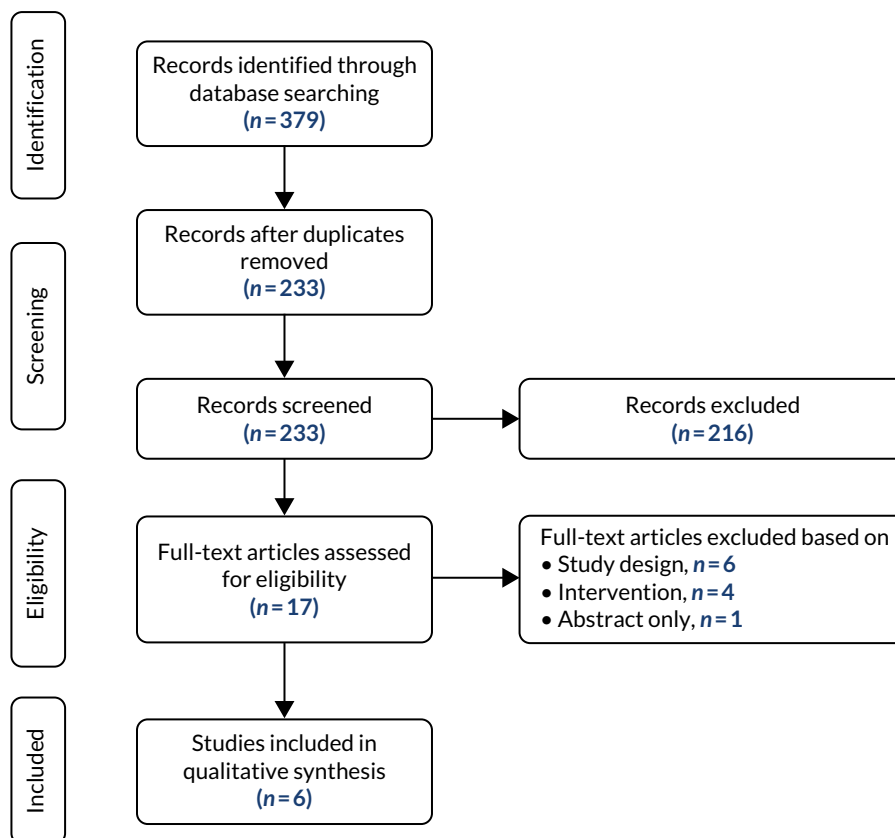 Identification
Records identified through
database searching
(n=379)
Records after duplicates
removed
(n=233)
Screening
Records screened
(n=233)
Records excluded
(n=216)
Eligibility
Full-text articles assessed
for eligibility
(n=17)
Full-text articles excluded based on
• Study design, n=6
• Intervention, n=4
• Abstract only, n=1
Included
Studies included in
qualitative synthesis
(n=6)